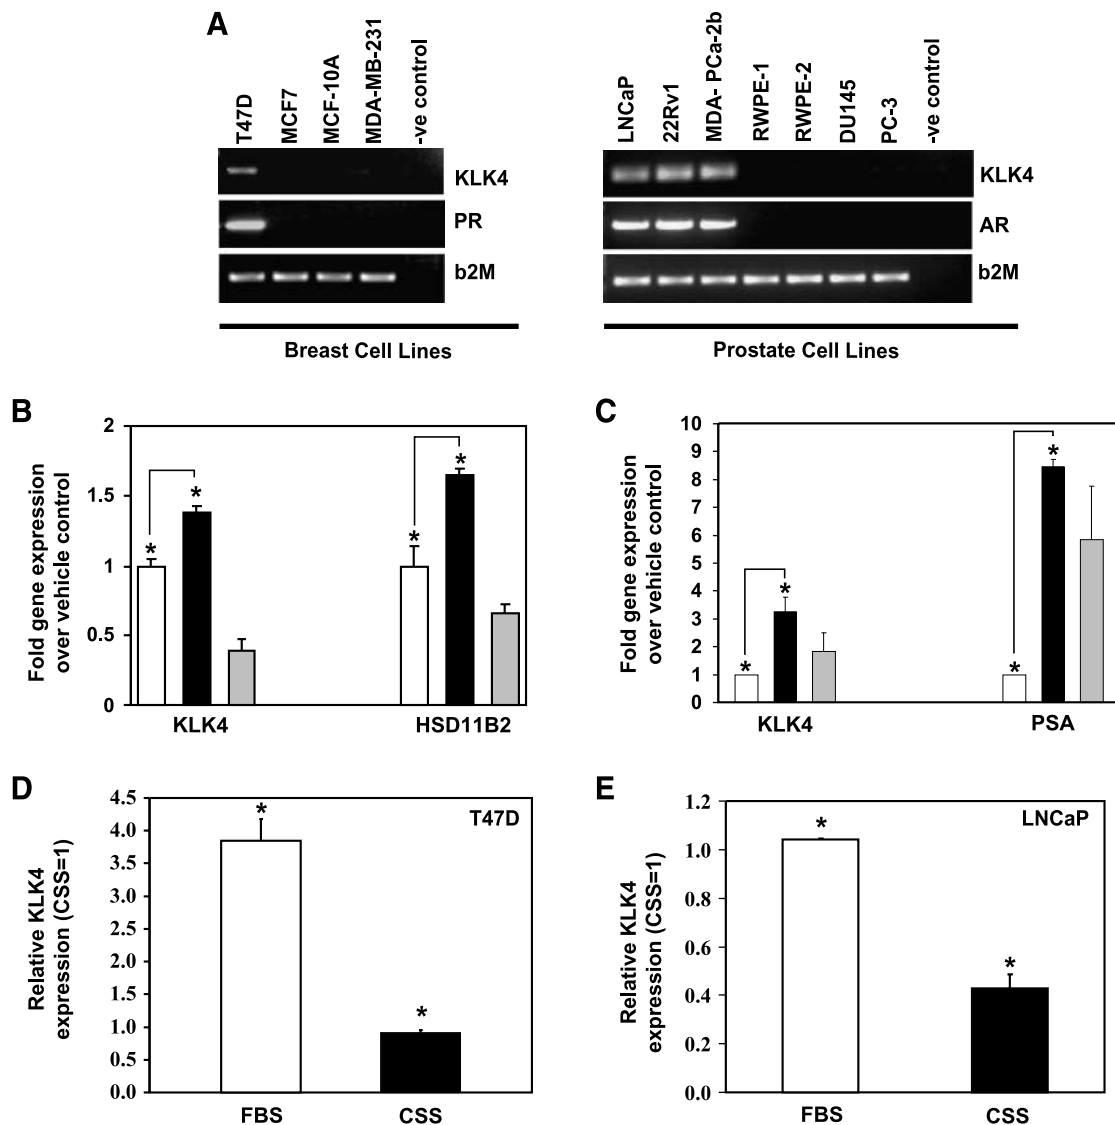 A
T47D
MCF7
MCF-10A
MDA-MB-231
-ve control
KLK4
PR
b2M
Breast Cell Lines
LNCaP
22Rv1
MDA- PCa-2b
RWPE-1
RWPE-2
DU145
PC-3
-ve control
KLK4
AR
b2M
Prostate Cell Lines
B
Fold gene expression
over vehicle control
2
1.5
1
0.5
0
*
*
*
*
KLK4
HSD11B2
C
Fold gene expression
over vehicle control
10
9
8
7
6
5
4
3
2
1
0
*
*
*
*
KLK4
PSA
D
Relative KLK4
expression (CSS=1)
4.5
4.0
3.5
3.0
2.5
2.0
1.5
1.0
0.5
0.0
T47D
*
*
FBS
CSS
E
Relative KLK4
expression (CSS=1)
1.2
1.0
0.8
0.6
0.4
0.2
0.0
LNCaP
*
*
FBS
CSS